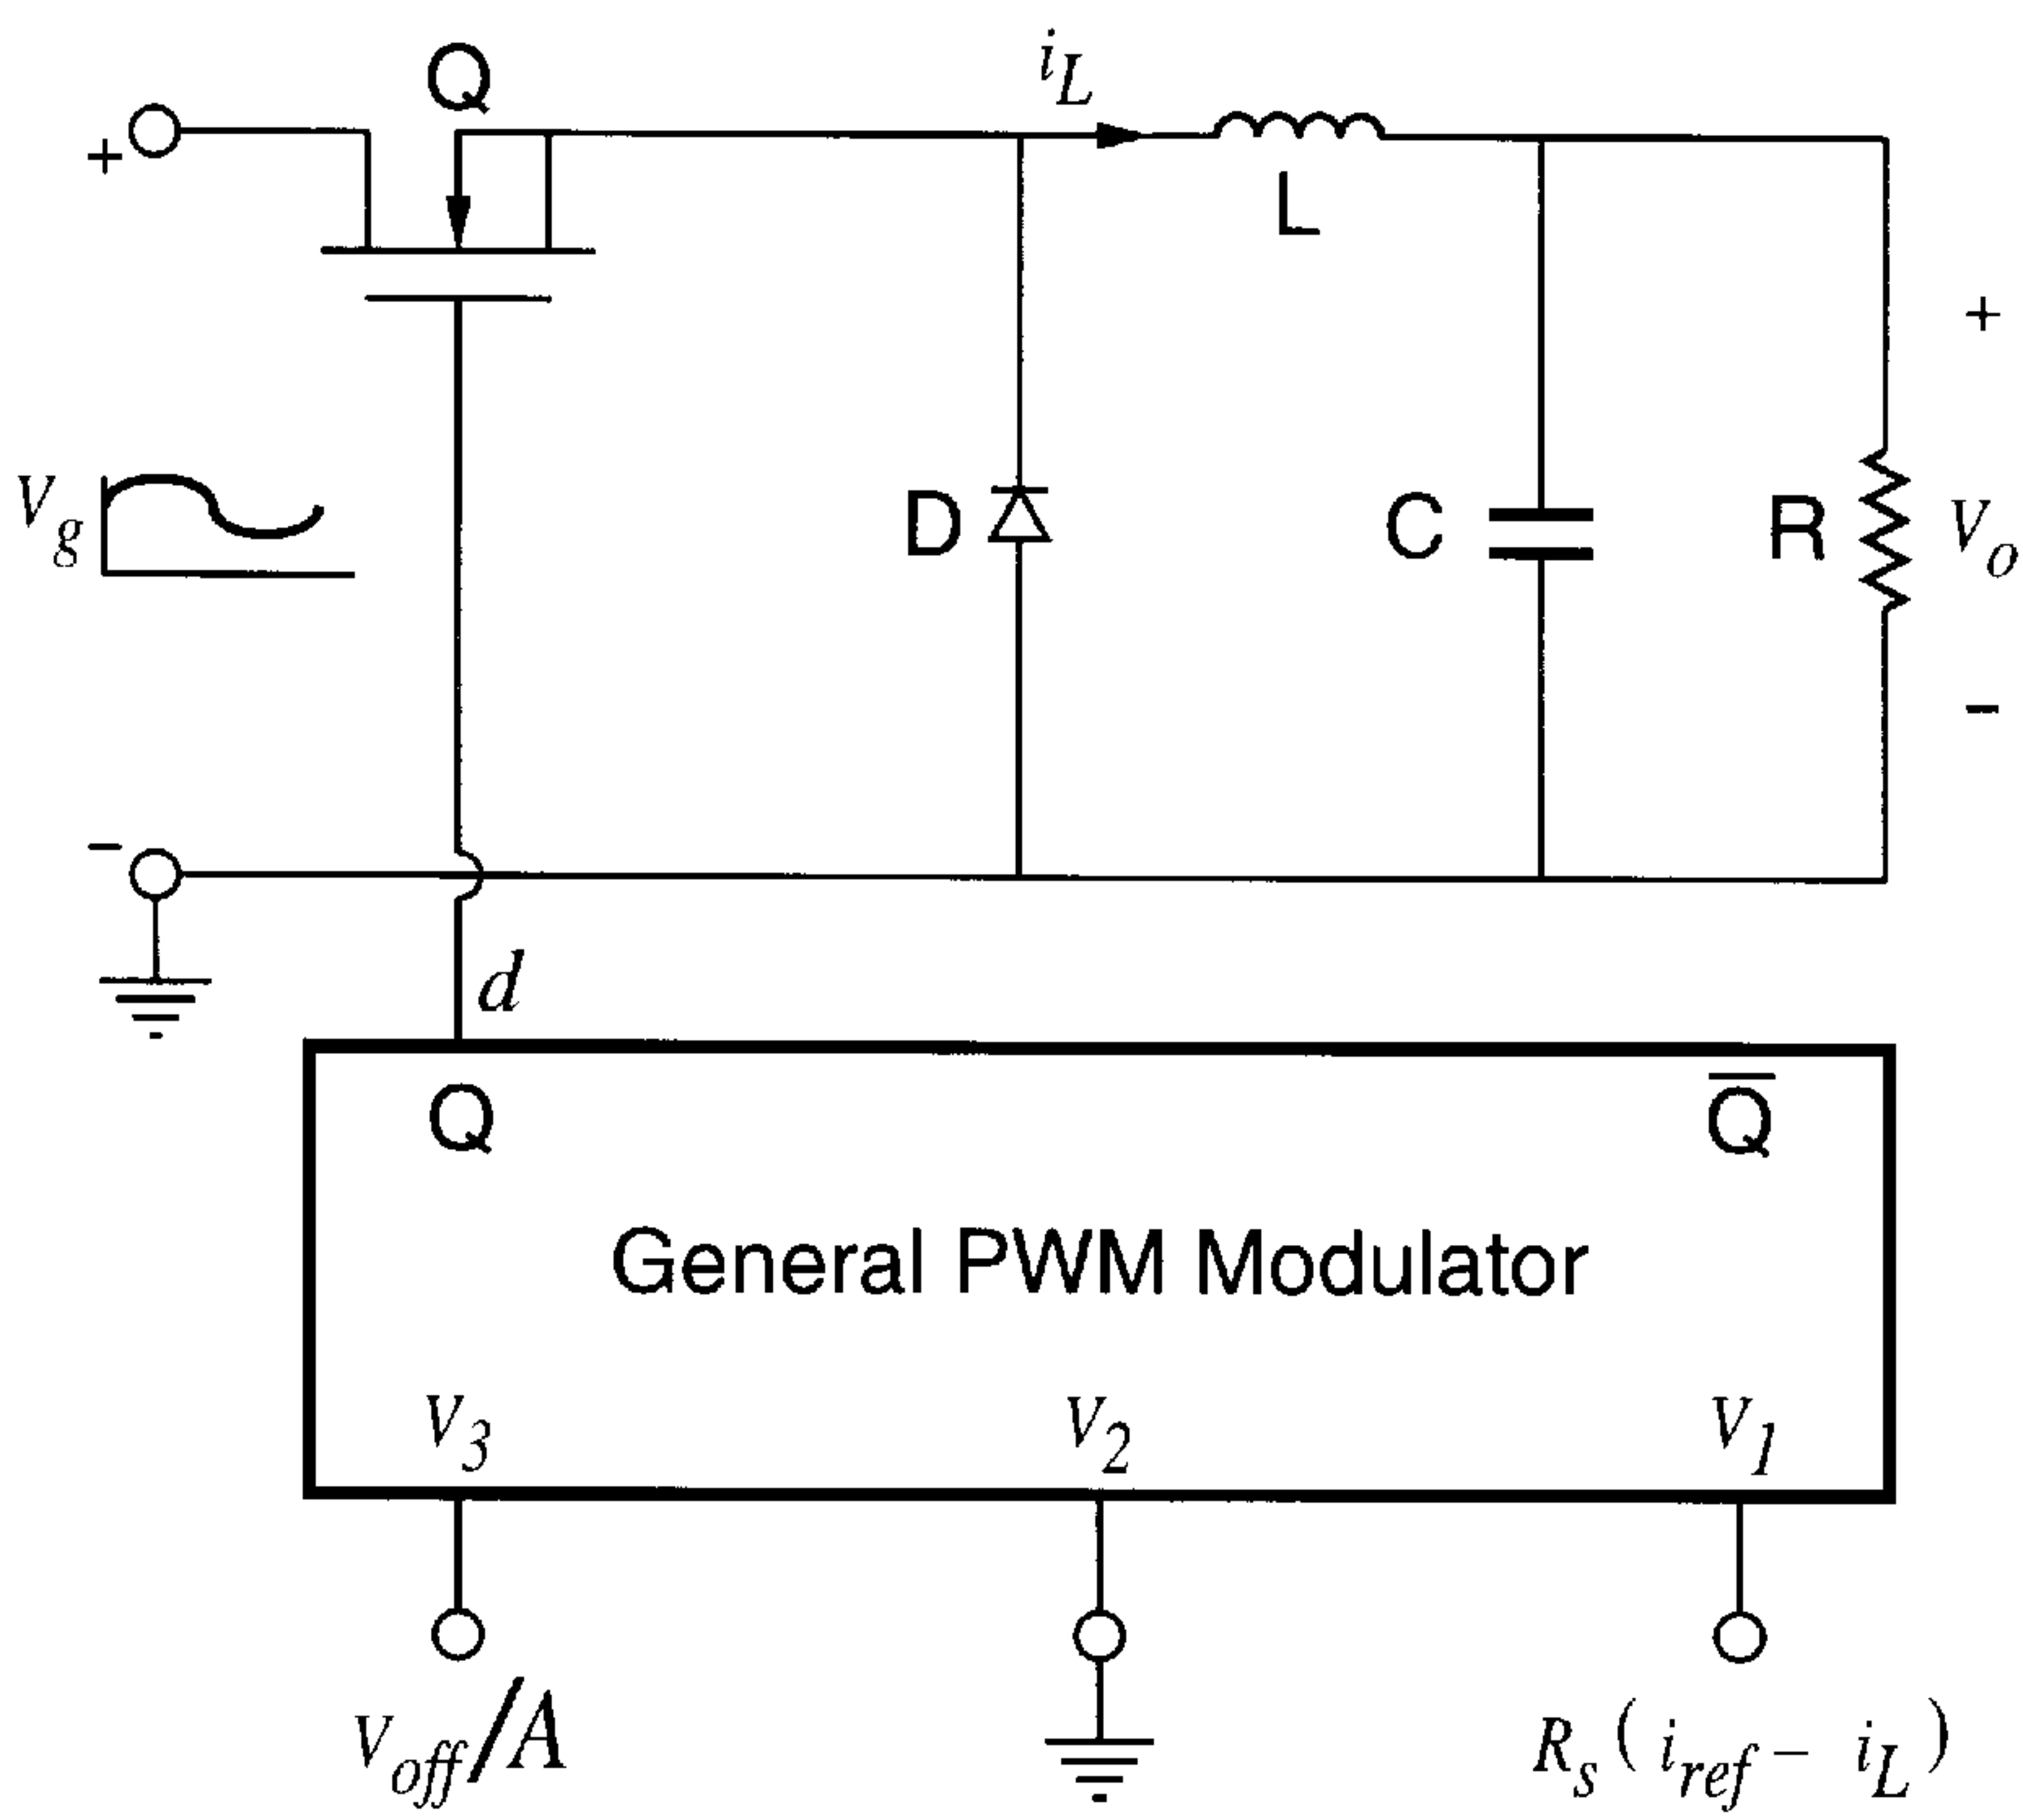 Q
i_L
+
L
+
V_g
D
C
R
V_o
-
-
d
Q
Q̅
General PWM Modulator
V_3
V_2
V_1
V_off/A
R_s(i_ref - i_L)